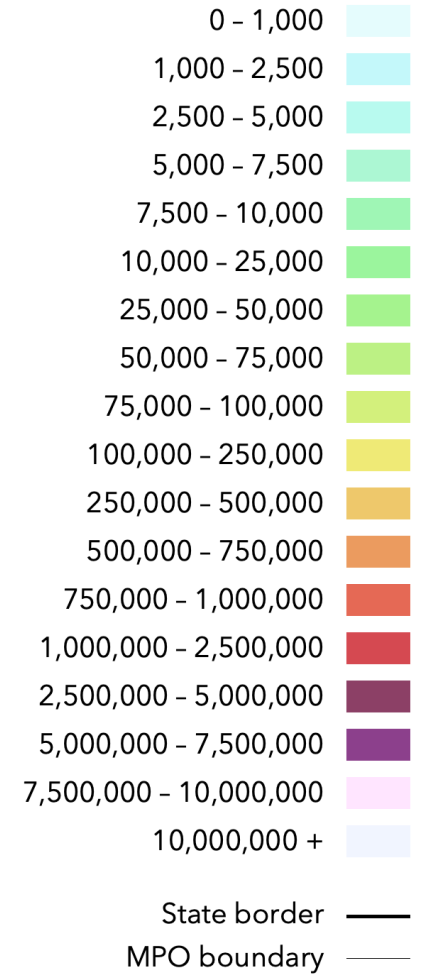 0 – 1,000
1,000 – 2,500
2,500 – 5,000
5,000 – 7,500
7,500 – 10,000
10,000 – 25,000
25,000 – 50,000
50,000 – 75,000
75,000 – 100,000
100,000 – 250,000
250,000 – 500,000
500,000 – 750,000
750,000 – 1,000,000
1,000,000 – 2,500,000
2,500,000 – 5,000,000
5,000,000 – 7,500,000
7,500,000 – 10,000,000
10,000,000 +
State border
MPO boundary